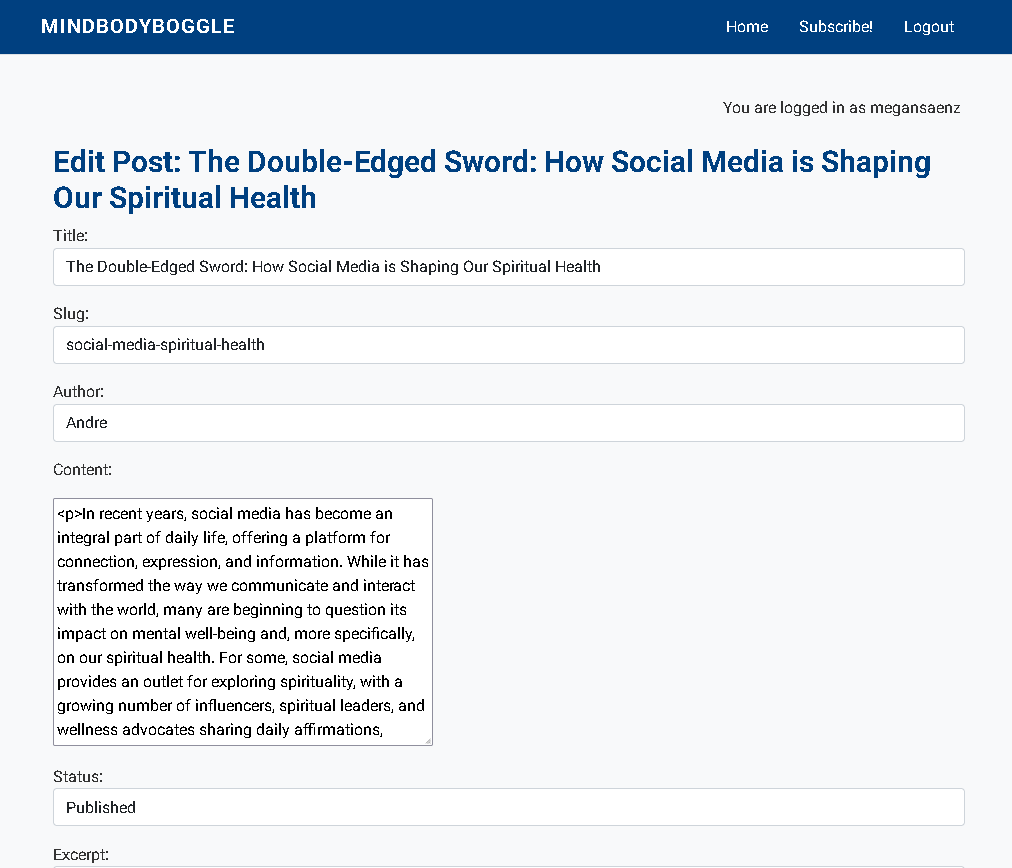 MINDBODYBOGGLE
Home Subscribe! Logout
You are logged in as megansaenz
Edit Post: The Double-Edged Sword: How Social Media is Shaping
Our Spiritual Health
Title:
The Double-Edged Sword: How Social Media is Shaping Our Spiritual Health
Slug:
social-media-spiritual-health
Author:
Andre
Content:
<p>In recent years, social media has become an
integral part of daily life, offering a platform for
connection, expression, and information. While it has
transformed the way we communicate and interact
with the world, many are beginning to question its
impact on mental well-being and, more specifically,
on our spiritual health. For some, social media
provides an outlet for exploring spirituality, with a
growing number of influencers, spiritual leaders, and
wellness advocates sharing daily affirmations,
Status:
Published
Excerpt: